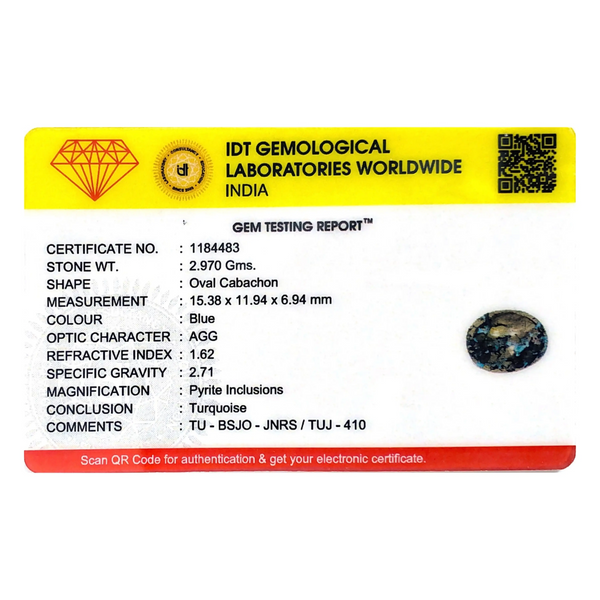 IDT GEMOLOGICAL
LABORATORIES WORLDWIDE
INDIA
GEM TESTING REPORT™
CERTIFICATE NO. : 1184483
STONE WT. : 2.970 Gms.
SHAPE : Oval Cabachon
MEASUREMENT : 15.38 x 11.94 x 6.94 mm
COLOUR : Blue
OPTIC CHARACTER : AGG
REFRACTIVE INDEX : 1.62
SPECIFIC GRAVITY : 2.71
MAGNIFICATION : Pyrite Inclusions
CONCLUSION : Turquoise
COMMENTS : TU - BSJO - JNRS / TUJ - 410
Scan QR Code for authentication & get your electronic certificate.